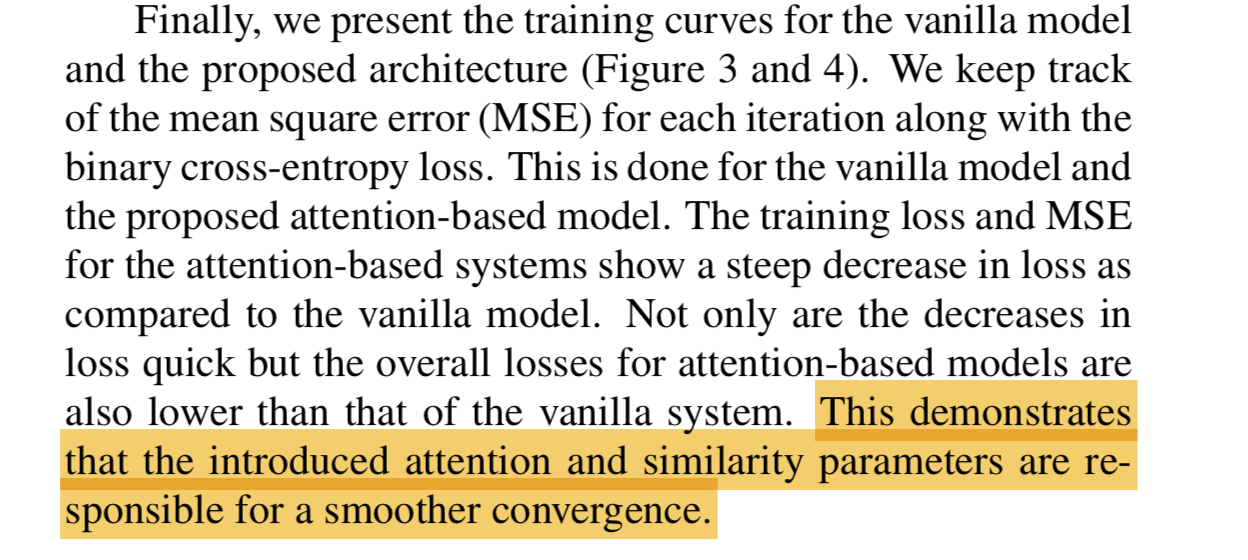 Finally, we present the training curves for the vanilla model
and the proposed architecture (Figure 3 and 4). We keep track
of the mean square error (MSE) for each iteration along with the
binary cross-entropy loss. This is done for the vanilla model and
the proposed attention-based model. The training loss and MSE
for the attention-based systems show a steep decrease in loss as
compared to the vanilla model. Not only are the decreases in
loss quick but the overall losses for attention-based models are
also lower than that of the vanilla system. This demonstrates
that the introduced attention and similarity parameters are re-
sponsible for a smoother convergence.